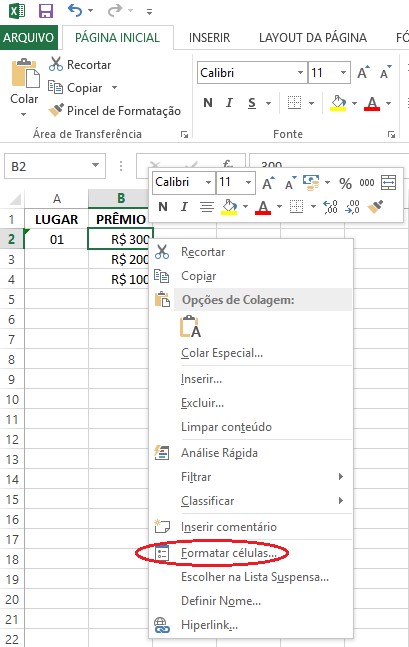 ARQUIVO PÁGINA INICIAL INSERIR LAYOUT DA PÁGINA FÓ
Colar
Recortar
Copiar
Pincel de Formatação
Área de Transferência
Calibri 11 A A
N I S A
Fonte
B2 300
Calibri 11 A A % 000
N I A ,00 ,00
A B
1 LUGAR PRÊMIO
2 01 R$ 300
3 R$ 200
4 R$ 100
5
6
7
8
9
10
11
12
13
14
15
16
17
18
19
20
21
22
Recortar
Copiar
Opções de Colagem:
A
Colar Especial...
Inserir...
Excluir...
Limpar conteúdo
Análise Rápida
Filtrar
Classificar
Inserir comentário
Formatar células...
Escolher na Lista Suspensa...
Definir Nome...
Hiperlink...